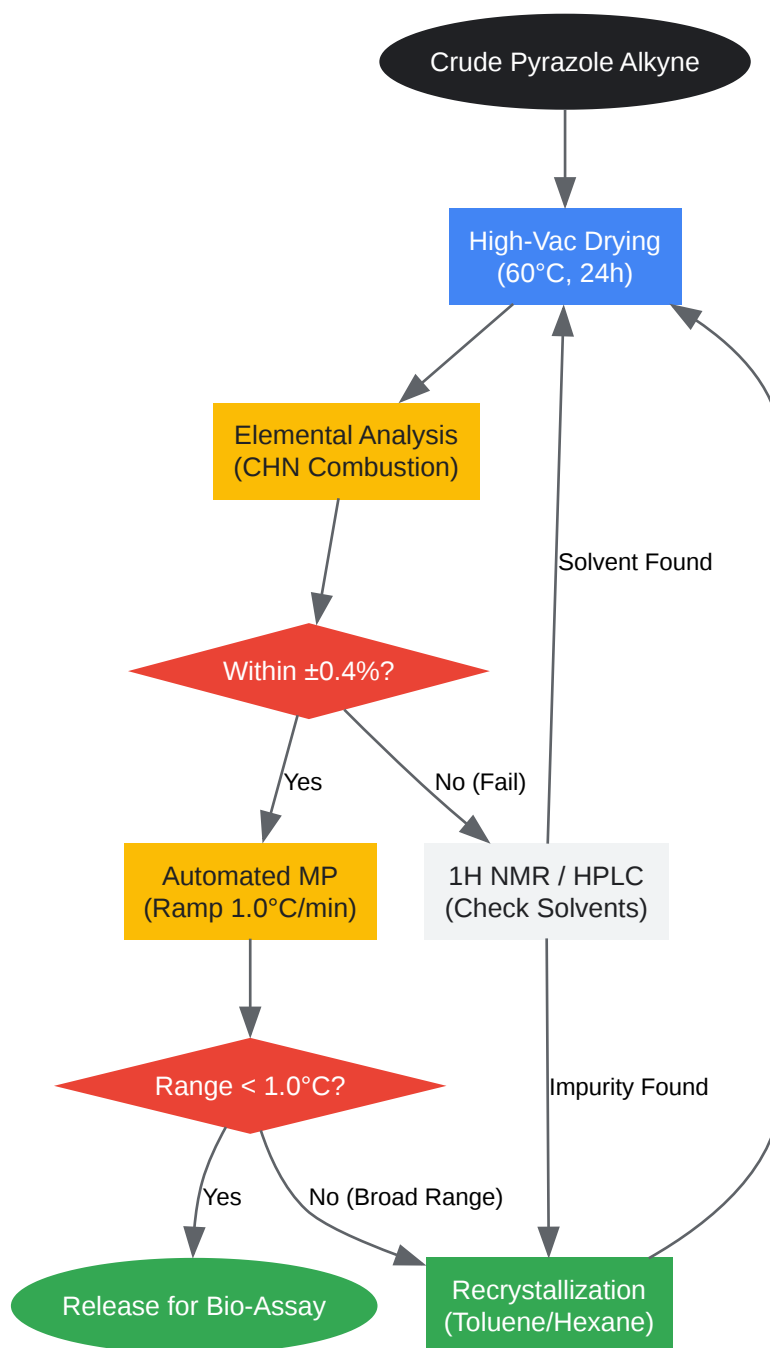 Crude Pyrazole Alkyne
High-Vac Drying
(60°C, 24h)
Elemental Analysis
(CHN Combustion)
Solvent Found
Within ±0.4%?
Yes
No (Fail)
Automated MP
(Ramp 1.0°C/min)
1H NMR / HPLC
(Check Solvents)
Range < 1.0°C?
Impurity Found
Yes
No (Broad Range)
Release for Bio-Assay
Recrystallization
(Toluene/Hexane)